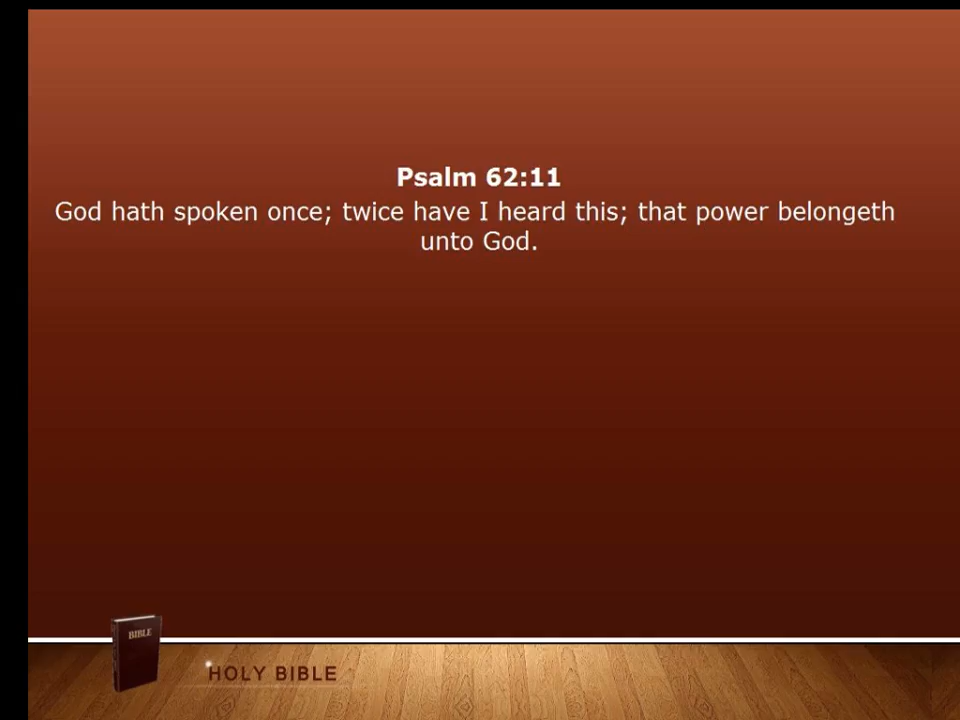 Psalm 62:11
God hath spoken once; twice have I heard this; that power belongeth
unto God.
BIBLE
HOLY BIBLE